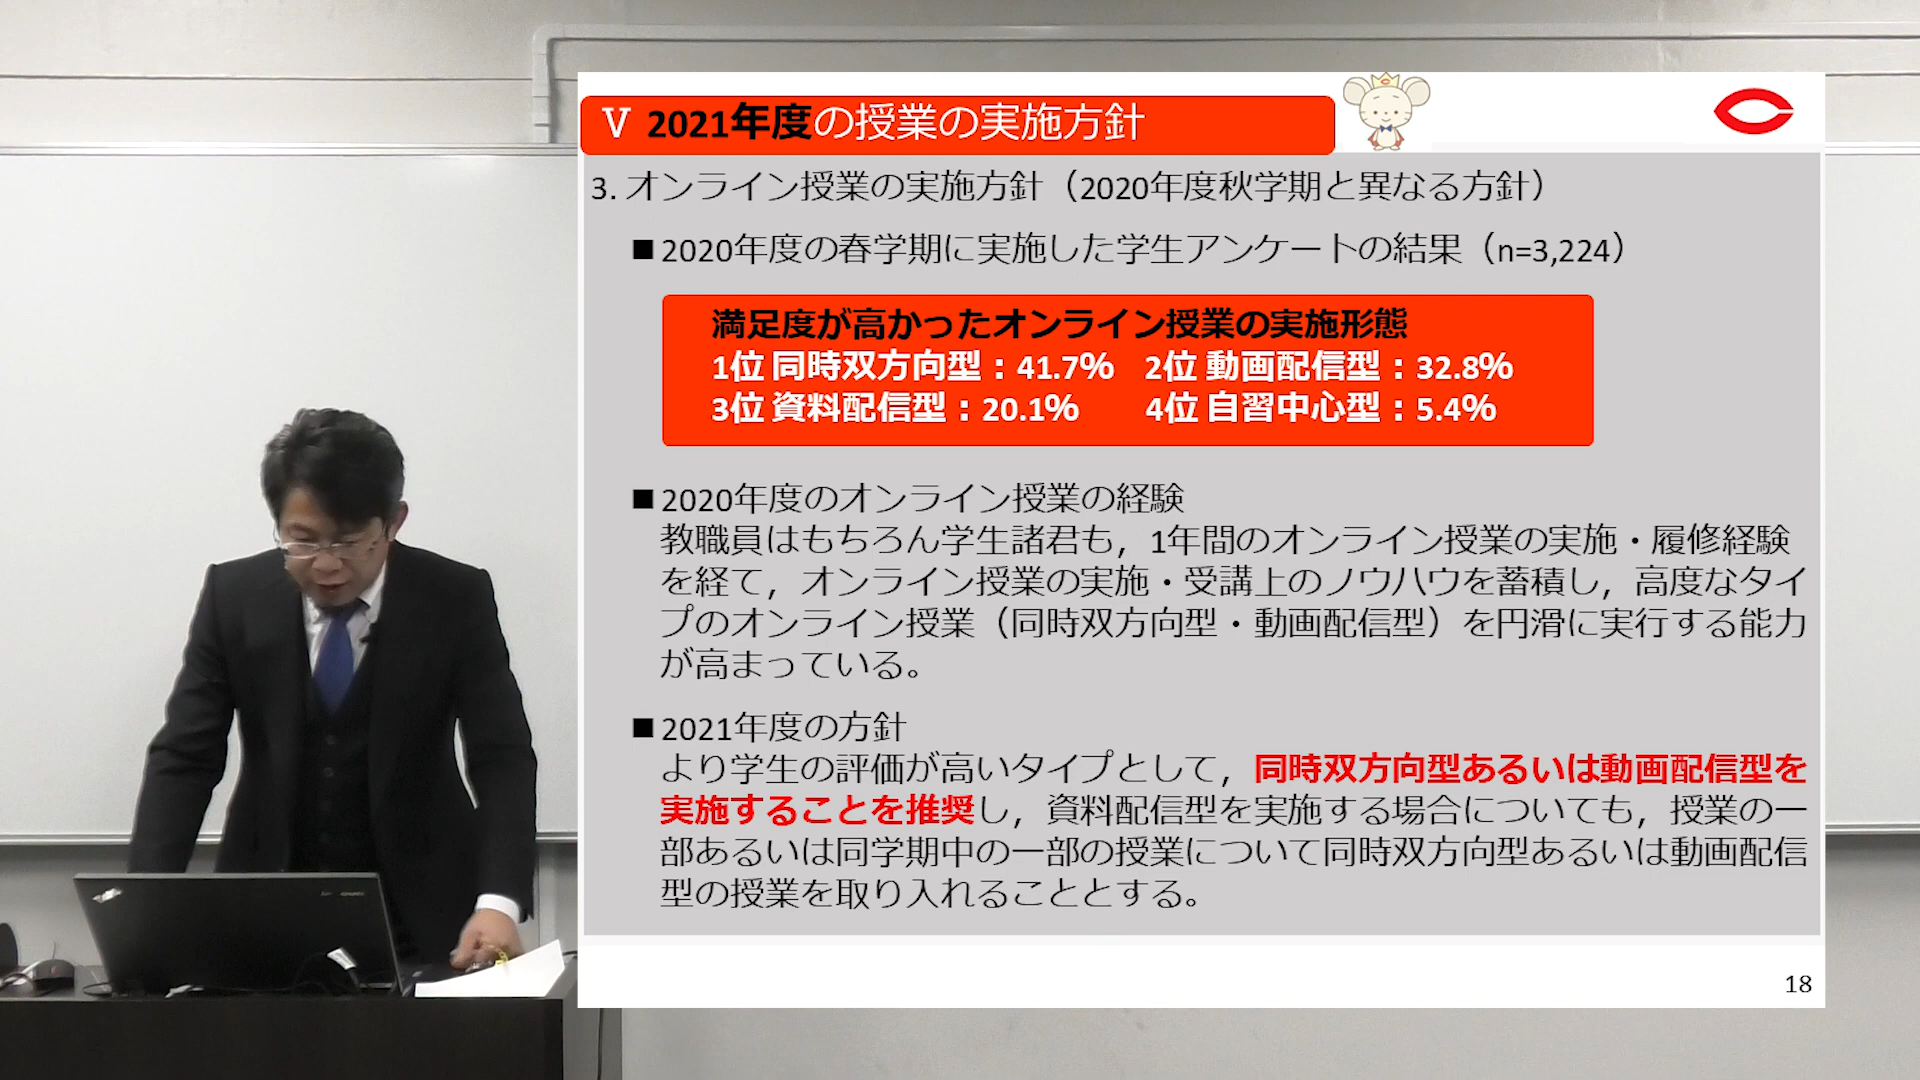 Ⅴ 2021年度の授業の実施方針
3. オンライン授業の実施方針（2020年度秋学期と異なる方針）
■2020年度の春学期に実施した学生アンケートの結果（n=3,224）
満足度が高かったオンライン授業の実施形態
1位 同時双方向型：41.7%　2位 動画配信型：32.8%
3位 資料配信型：20.1%　4位 自習中心型：5.4%
■2020年度のオンライン授業の経験
教職員はもちろん学生諸君も，1年間のオンライン授業の実施・履修経験
を経て，オンライン授業の実施・受講上のノウハウを蓄積し，高度なタイ
プのオンライン授業（同時双方向型・動画配信型）を円滑に実行する能力
が高まっている。
■2021年度の方針
より学生の評価が高いタイプとして，同時双方向型あるいは動画配信型を
実施することを推奨し，資料配信型を実施する場合についても，授業の一
部あるいは同学期中の一部の授業について同時双方向型あるいは動画配信
型の授業を取り入れることとする。
18